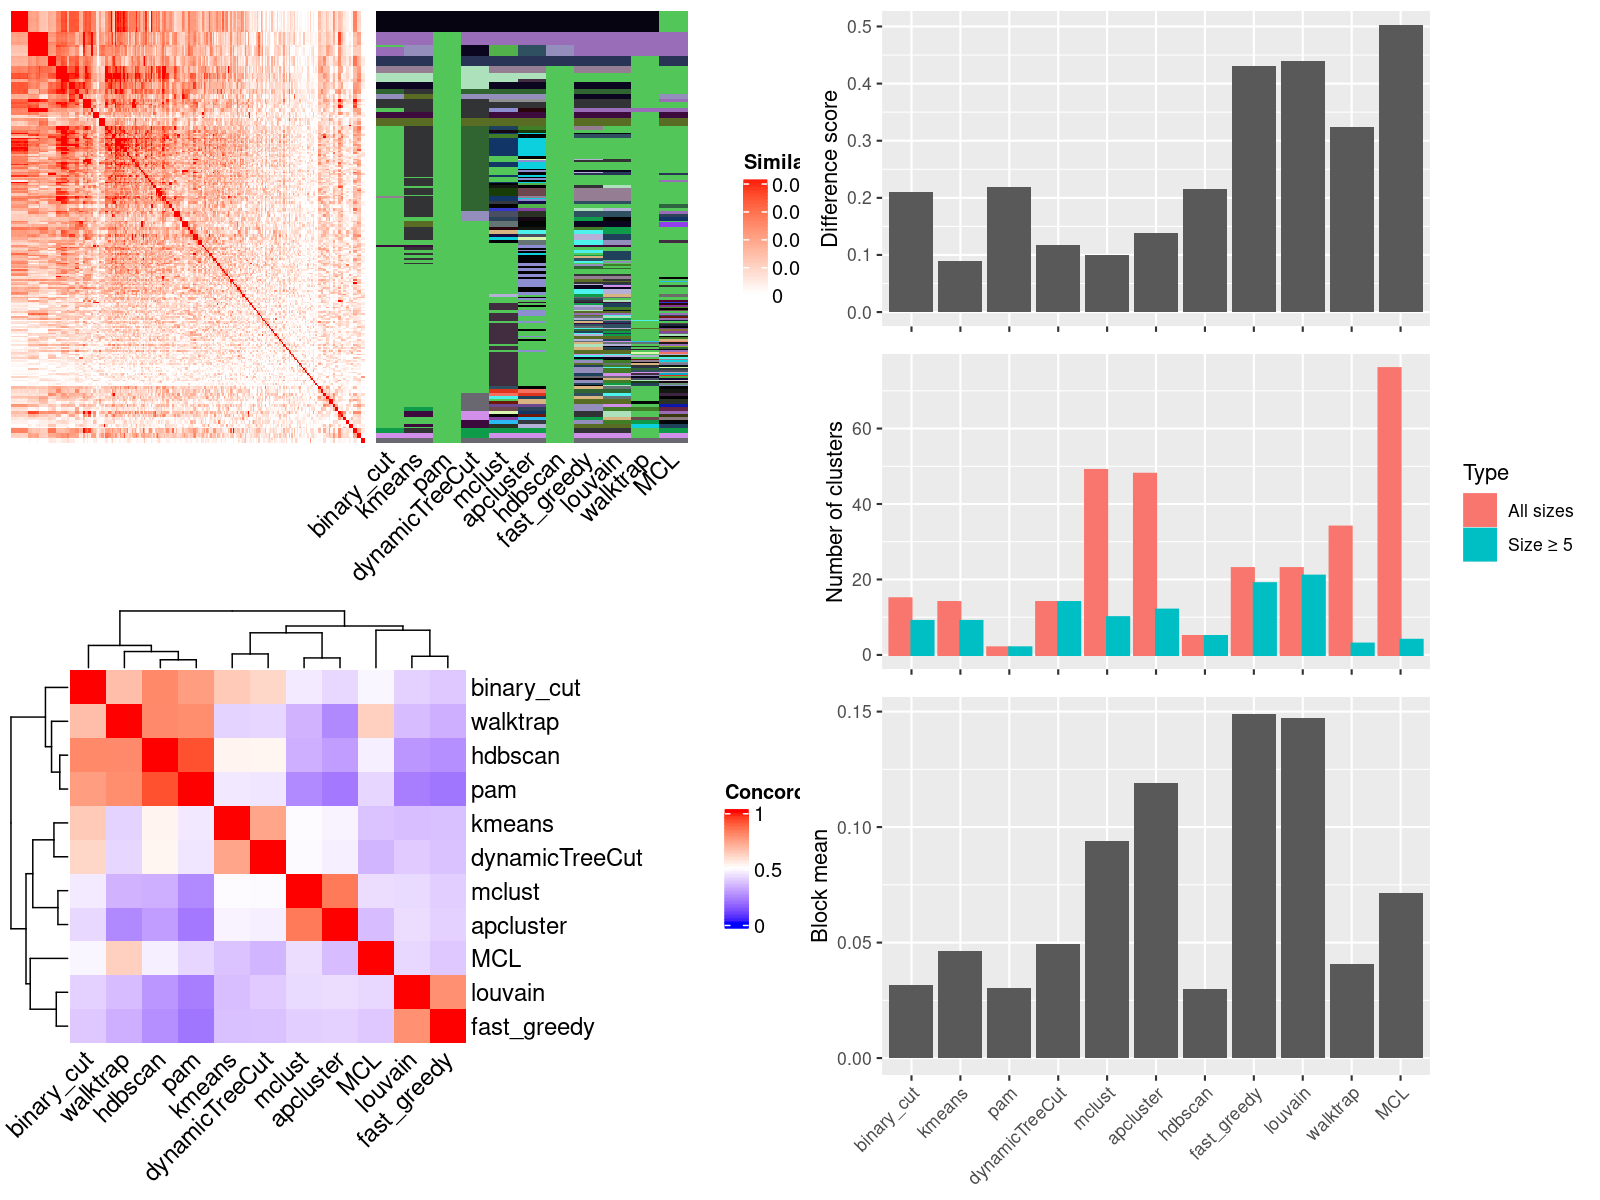 Simila
0.0
0.0
0.0
0.0
0
binary_cut
kmeans
pam
dynamicTreeCut
mclust
apcluster
hdbscan
fast_greedy
louvain
walktrap
MCL
binary_cut
walktrap
hdbscan
pam
kmeans
dynamicTreeCut
mclust
apcluster
MCL
louvain
fast_greedy
binary_cut
walktrap
hdbscan
pam
kmeans
dynamicTreeCut
mclust
apcluster
MCL
louvain
fast_greedy
Concord
1
0.5
0
Difference score
0.5
0.4
0.3
0.2
0.1
0.0
Number of clusters
60
40
20
0
Type
All sizes
Size ≥ 5
Block mean
0.15
0.10
0.05
0.00
binary_cut
kmeans
pam
dynamicTreeCut
mclust
apcluster
hdbscan
fast_greedy
louvain
walktrap
MCL